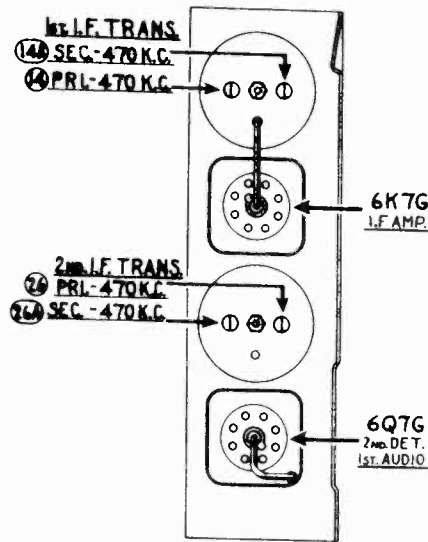 1st I.F. TRANS.
14A SEC.-470 K.C.
14 PRI.-470 K.C.
6K7G
I.F. AMP.
2ND. I.F. TRANS.
26 PRI.-470 K.C.
26A SEC.-470 K.C.
6Q7G
2ND. DET.
1ST. AUDIO